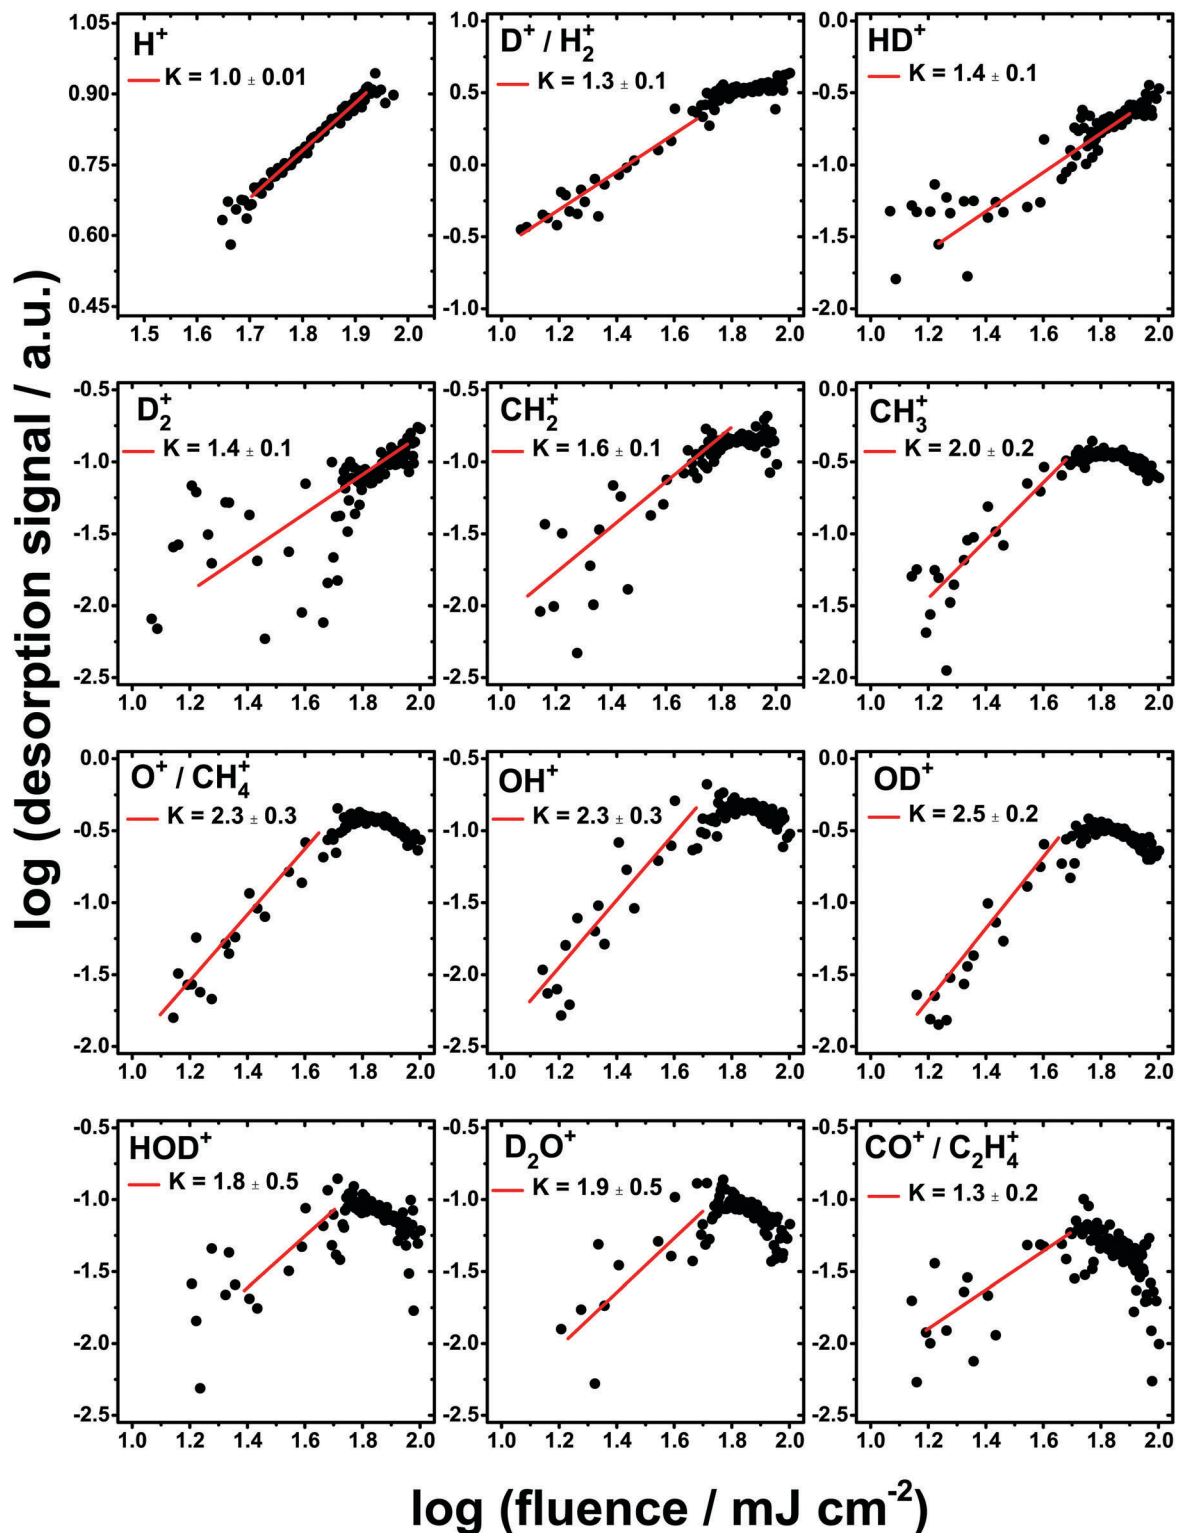 log (desorption signal / a.u.)
H⁺
K = 1.0 ± 0.01
1.05
0.90
0.75
0.60
0.45
1.5 1.6 1.7 1.8 1.9 2.0
D⁺ / H₂⁺
K = 1.3 ± 0.1
1.0
0.5
0.0
-0.5
-1.0
1.0 1.2 1.4 1.6 1.8 2.0
HD⁺
K = 1.4 ± 0.1
0.0
-0.5
-1.0
-1.5
-2.0
1.0 1.2 1.4 1.6 1.8 2.0
D₂⁺
K = 1.4 ± 0.1
-0.5
-1.0
-1.5
-2.0
-2.5
1.0 1.2 1.4 1.6 1.8 2.0
CH₂⁺
K = 1.6 ± 0.1
-0.5
-1.0
-1.5
-2.0
-2.5
1.0 1.2 1.4 1.6 1.8 2.0
CH₃⁺
K = 2.0 ± 0.2
0.0
-0.5
-1.0
-1.5
-2.0
1.0 1.2 1.4 1.6 1.8 2.0
O⁺ / CH₄⁺
K = 2.3 ± 0.3
0.0
-0.5
-1.0
-1.5
-2.0
1.0 1.2 1.4 1.6 1.8 2.0
OH⁺
K = 2.3 ± 0.3
-0.5
-1.0
-1.5
-2.0
-2.5
1.0 1.2 1.4 1.6 1.8 2.0
OD⁺
K = 2.5 ± 0.2
0.0
-0.5
-1.0
-1.5
-2.0
1.0 1.2 1.4 1.6 1.8 2.0
HOD⁺
K = 1.8 ± 0.5
-0.5
-1.0
-1.5
-2.0
-2.5
1.0 1.2 1.4 1.6 1.8 2.0
D₂O⁺
K = 1.9 ± 0.5
-0.5
-1.0
-1.5
-2.0
-2.5
1.0 1.2 1.4 1.6 1.8 2.0
CO⁺ / C₂H₄⁺
K = 1.3 ± 0.2
-0.5
-1.0
-1.5
-2.0
-2.5
1.0 1.2 1.4 1.6 1.8 2.0
log (fluence / mJ cm⁻²)